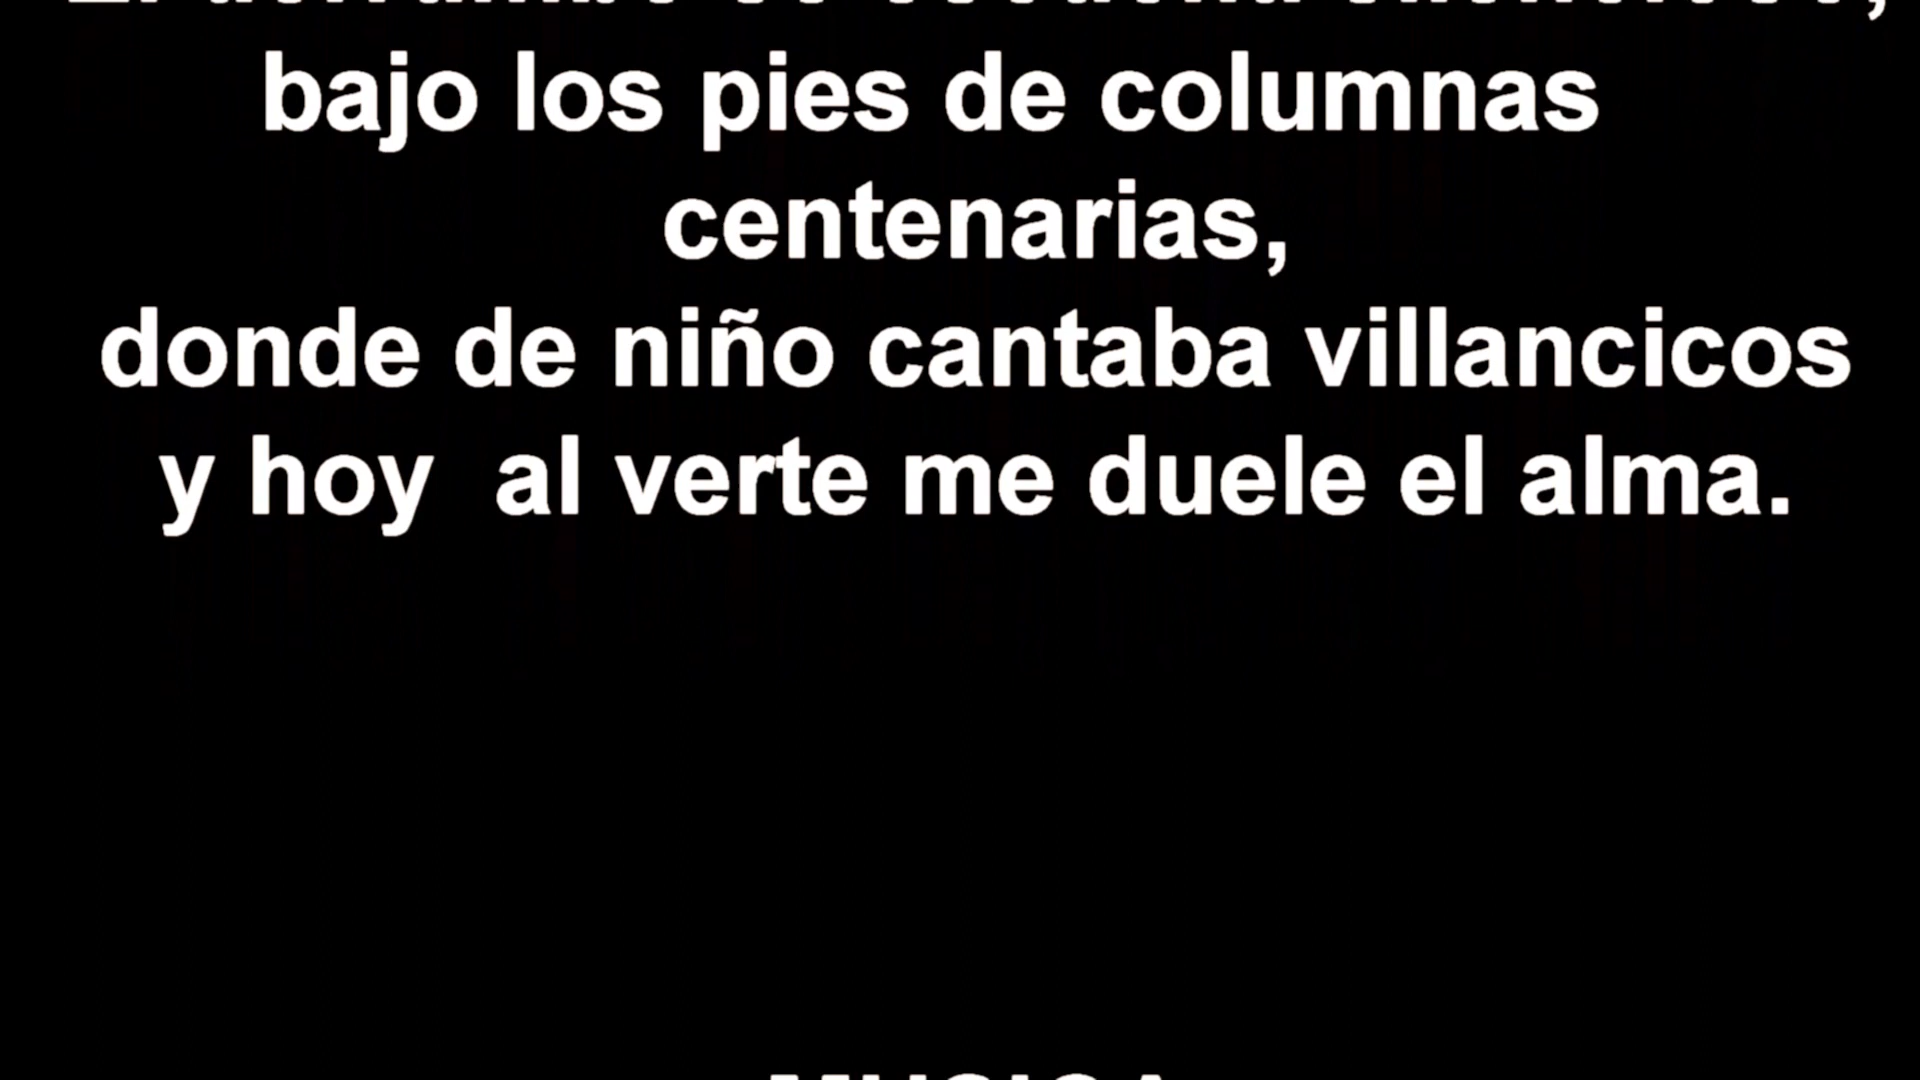 bajo los pies de columnas
centenarias,
donde de niño cantaba villancicos
y hoy  al verte me duele el alma.